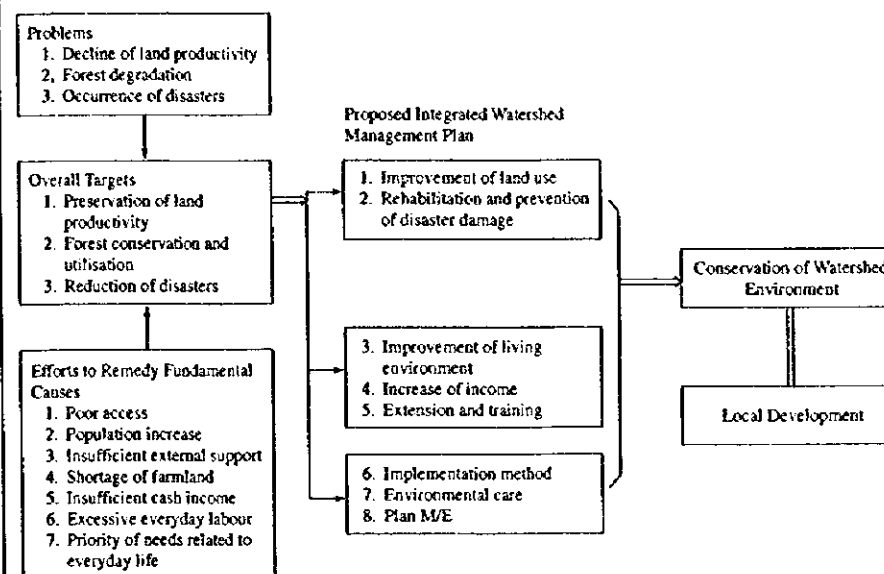 Problems
1. Decline of land productivity
2, Forest degradation
3. Occurrence of disasters
Overall Targets
1. Preservation of land
productivity
2. Forest conservation and
utilisation
3. Reduction of disasters
Efforts to Remedy Fundamental
Causes
1. Poor access
2. Population increase
3. Insufficient external support
4. Shortage of farmland
5. Insufficient cash income
6. Excessive everyday labour
7. Priority of needs related to
everyday life
Proposed Integrated Watershed
Management Plan
1. Improvement of land use
2. Rehabilitation and prevention
of disaster damage
3. Improvement of living
environment
4. Increase of income
5. Extension and training
6. Implementation method
7. Environmental care
8. Plan M/E
Conservation of Watershed
Environment
Local Development